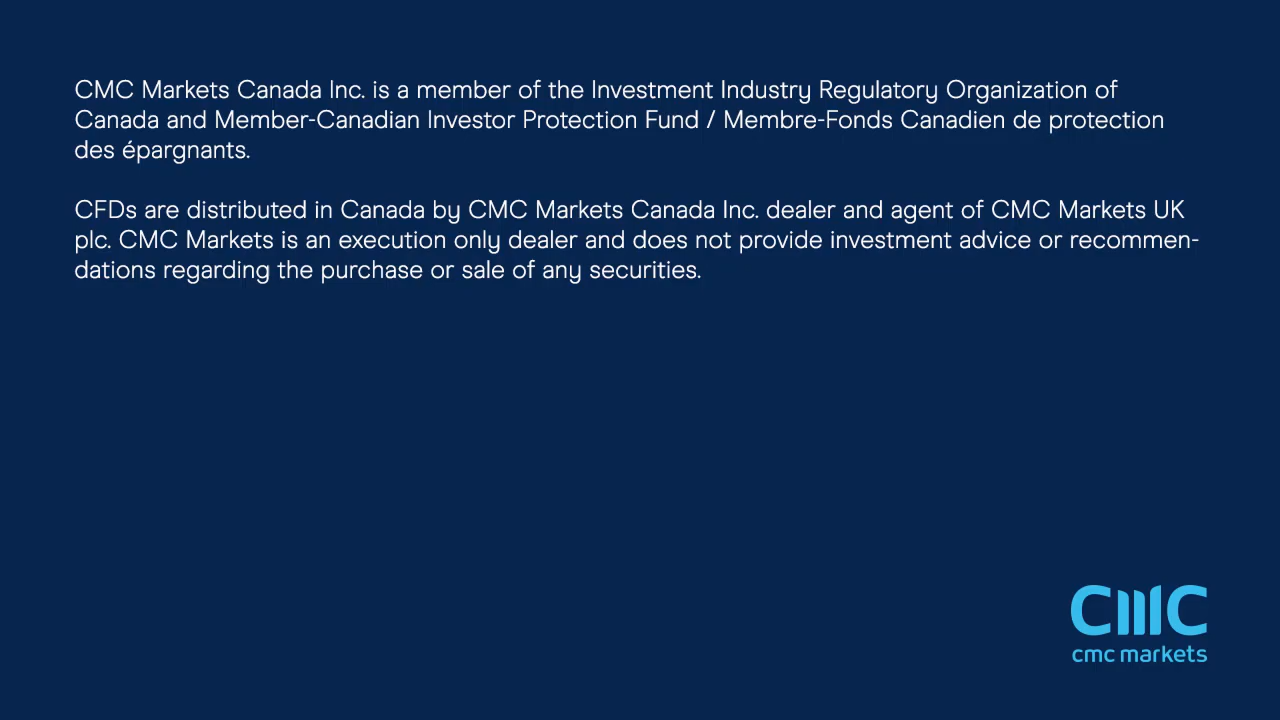 CMC Markets Canada Inc. is a member of the Investment Industry Regulatory Organization of
Canada and Member-Canadian Investor Protection Fund / Membre-Fonds Canadien de protection
des épargnants.
CFDs are distributed in Canada by CMC Markets Canada Inc. dealer and agent of CMC Markets UK
plc. CMC Markets is an execution only dealer and does not provide investment advice or recommen-
dations regarding the purchase or sale of any securities.
CMC
cmc markets